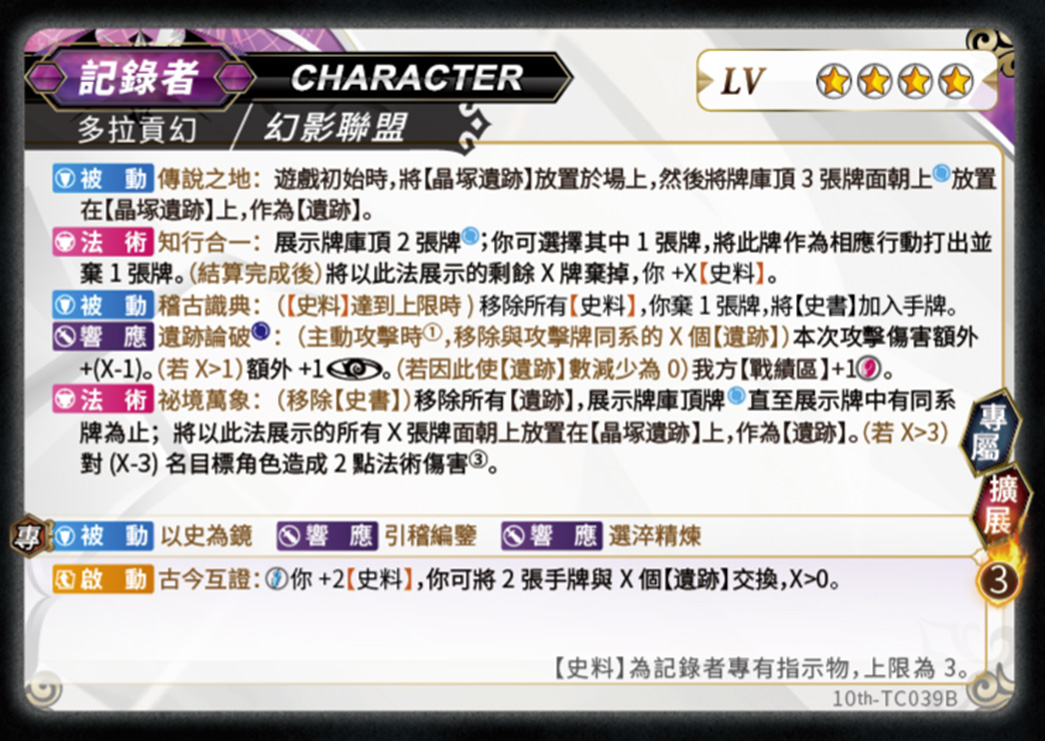 記錄者 CHARACTER LV
多拉貢幻 / 幻影聯盟
被動 傳說之地：遊戲初始時,將【晶塚遺跡】放置於場上,然後將牌庫頂 3 張牌面朝上放置
在【晶塚遺跡】上,作為【遺跡】。
法術 知行合一：展示牌庫頂 2 張牌;你可選擇其中 1 張牌,將此牌作為相應行動打出並
棄 1 張牌。(結算完成後)將以此法展示的剩餘 X 牌棄掉,你 +X【史料】。
被動 稽古識典：(【史料】達到上限時)移除所有【史料】,你棄 1 張牌,將【史書】加入手牌。
響應 遺跡論破：(主動攻擊時①,移除與攻擊牌同系的 X 個【遺跡】)本次攻擊傷害額外
+(X-1)。(若 X>1)額外 +1。(若因此使【遺跡】數減少為 0)我方【戰績區】+1。
法術 祕境萬象：(移除【史書】)移除所有【遺跡】,展示牌庫頂牌直至展示牌中有同系
牌為止；將以此法展示的所有 X 張牌面朝上放置在【晶塚遺跡】上,作為【遺跡】。(若 X>3)
對 (X-3) 名目標角色造成 2 點法術傷害③。
專屬
擴展
3
專 被動 以史為鏡 響應 引稽編鑒 響應 選淬精煉
啟動 古今互證：你 +2【史料】,你可將 2 張手牌與 X 個【遺跡】交換,X>0。
【史料】為記錄者專有指示物,上限為 3。
10th-TC039B